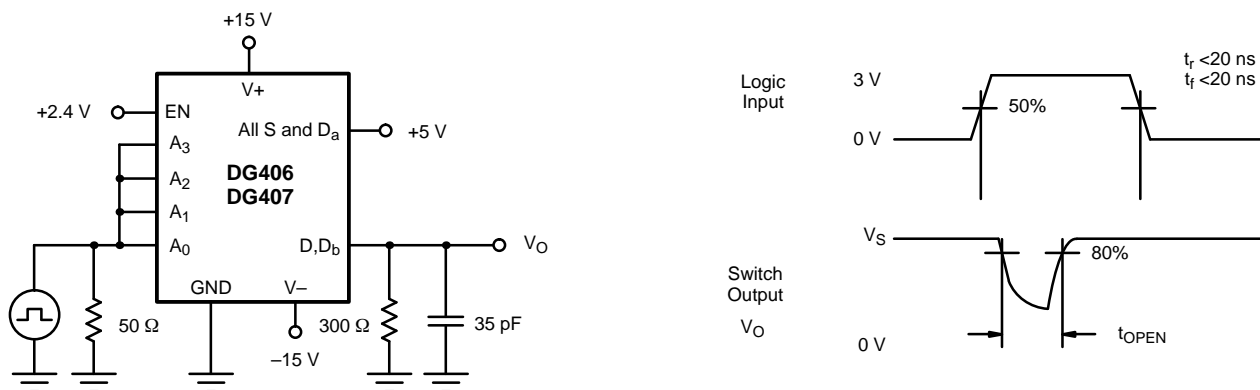 +15 V
V+
+2.4 V
EN
All S and Da
+5 V
A3
A2
A1
A0
DG406
DG407
D,Db
VO
GND
V–
50 Ω
300 Ω
35 pF
–15 V
Logic
Input
3 V
0 V
50%
tr <20 ns
tf <20 ns
VS
80%
Switch
Output
VO
0 V
tOPEN